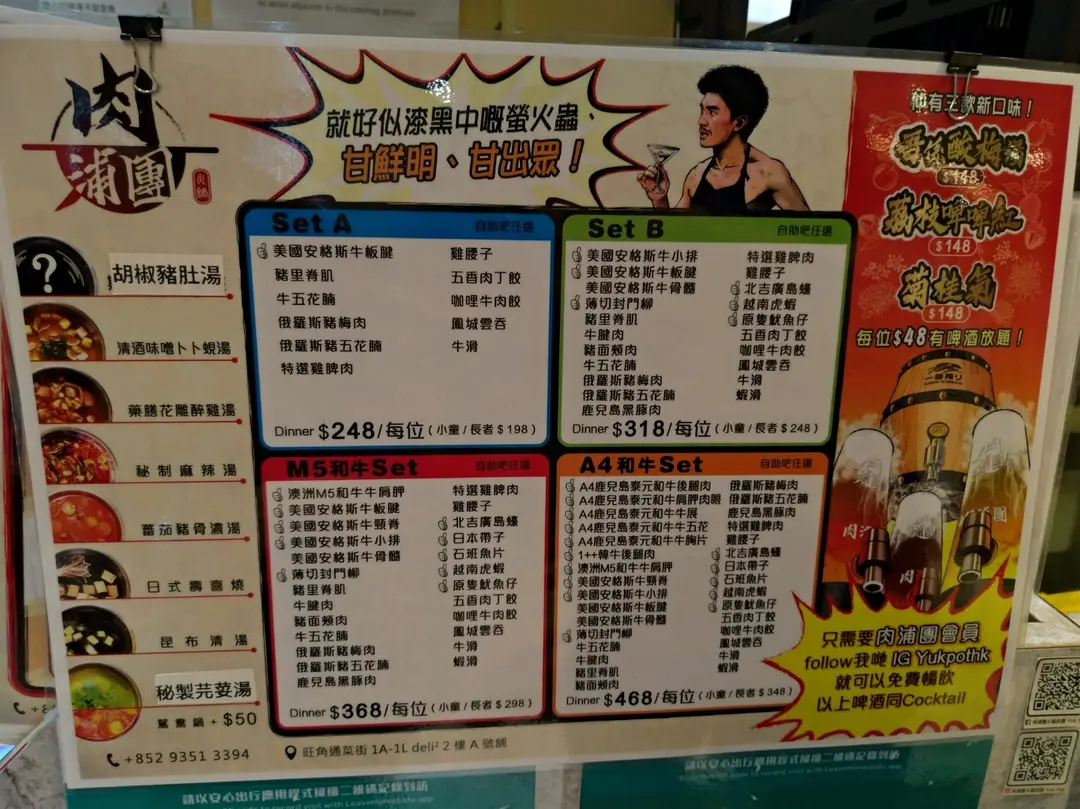 肉
浦團
火鍋
就好似漆黑中嘅螢火蟲、
甘鮮明、甘出眾！
?
胡椒豬肚湯
清酒味噌卜卜蜆湯
藥膳花雕醉雞湯
秘制麻辣湯
蕃茄豬骨濃湯
日式壽喜燒
昆布清湯
秘製芫荽湯
鴛鴦鍋+$50
+852 9351 3394
Set A 自助吧任選
美國安格斯牛板腱
豬里脊肌
牛五花腩
俄羅斯豬梅肉
俄羅斯豬五花腩
特選雞脾肉
雞腰子
五香肉丁餃
咖哩牛肉餃
鳳城雲吞
牛滑
Dinner $248/每位(小童/長者$198)
Set B 自助吧任選
美國安格斯牛小排
美國安格斯牛板腱
美國安格斯牛骨髓
薄切封門柳
豬里脊肌
牛腱肉
豬面頰肉
牛五花腩
俄羅斯豬梅肉
俄羅斯豬五花腩
鹿兒島黑豚肉
特選雞脾肉
雞腰子
北吉廣島蠔
越南虎蝦
原隻魷魚仔
五香肉丁餃
咖哩牛肉餃
鳳城雲吞
牛滑
蝦滑
Dinner $318/每位(小童/長者$248)
M5和牛Set 自助吧任選
澳洲M5和牛牛肩胛
美國安格斯牛板腱
美國安格斯牛頸脊
美國安格斯牛小排
美國安格斯牛骨髓
薄切封門柳
豬里脊肌
牛腱肉
豬面頰肉
牛五花腩
俄羅斯豬梅肉
俄羅斯豬五花腩
鹿兒島黑豚肉
特選雞脾肉
雞腰子
北吉廣島蠔
日本帶子
石班魚片
越南虎蝦
原隻魷魚仔
五香肉丁餃
咖哩牛肉餃
鳳城雲吞
牛滑
蝦滑
Dinner $368/每位(小童/長者$298)
A4和牛Set 自助吧任選
A4鹿兒島泰元和牛後腿肉
A4鹿兒島泰元和牛肩胛肉眼
A4鹿兒島泰元和牛牛展
A4鹿兒島泰元和牛牛五花
A4鹿兒島泰元和牛牛胸片
1++韓牛後腿肉
澳洲M5和牛牛肩胛
美國安格斯牛頸脊
美國安格斯牛小排
美國安格斯牛板腱
美國安格斯牛骨髓
薄切封門柳
牛五花腩
牛腱肉
豬里脊肌
豬面頰肉
俄羅斯豬梅肉
俄羅斯豬五花腩
鹿兒島黑豚肉
特選雞脾肉
雞腰子
北吉廣島蠔
日本帶子
石班魚片
越南虎蝦
原隻魷魚仔
五香肉丁餃
咖哩牛肉餃
鳳城雲吞
牛滑
蝦滑
Dinner $468/每位(小童/長者$348)
旺角通菜街 1A-1L deli² 2 樓 A 號舖
仲有三款新口味！
酸梅湯
$148
荔枝啤啤紅
$148
菊桂氣
$148
每位$48有啤酒放題！
一番搾り
只需要肉浦團會員
follow我哋 IG Yukpothk
就可以免費暢飲
以上啤酒同Cocktail